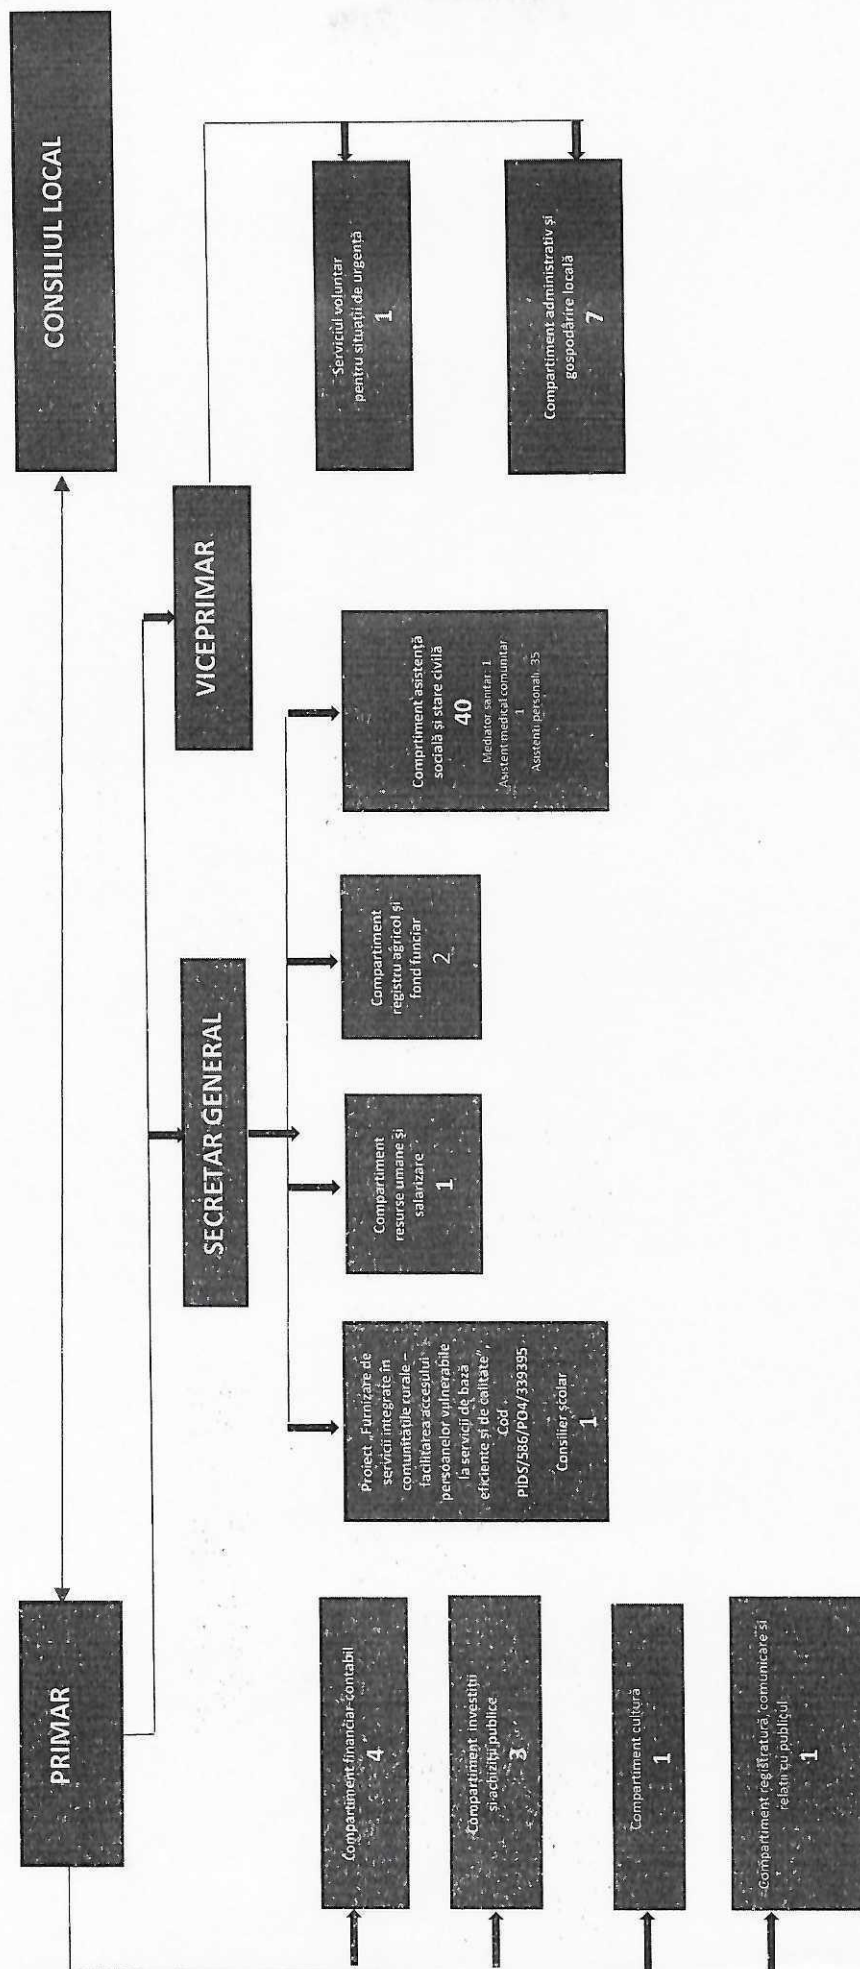 PRIMAR
CONSILIUL LOCAL
SECRETAR GENERAL
VICEPRIMAR
Compartiment financiar-contabil
4
Compartiment investiții
și achiziții publice
3
Compartiment cultură
1
Compartiment registratură, comunicare si
relații cu publicul
1
Proiect „Furnizare de
servicii integrate în
comunitățile rurale –
facilitarea accesului
persoanelor vulnerabile
la servicii de bază
eficiente și de calitate”,
Cod
PIDS/586/PO4/339395
Consilier școlar
1
Compartiment
resurse umane și
salarizare
1
Compartiment
registru agricol și
fond funciar
2
Comprtiment asistență
socială și stare civilă
40
Mediator sanitar: 1
Asistent medical comunitar
1
Asistenti personali: 35
Serviciul voluntar
pentru situații de urgență
1
Compartiment administrativ și
gospodărire locală
7